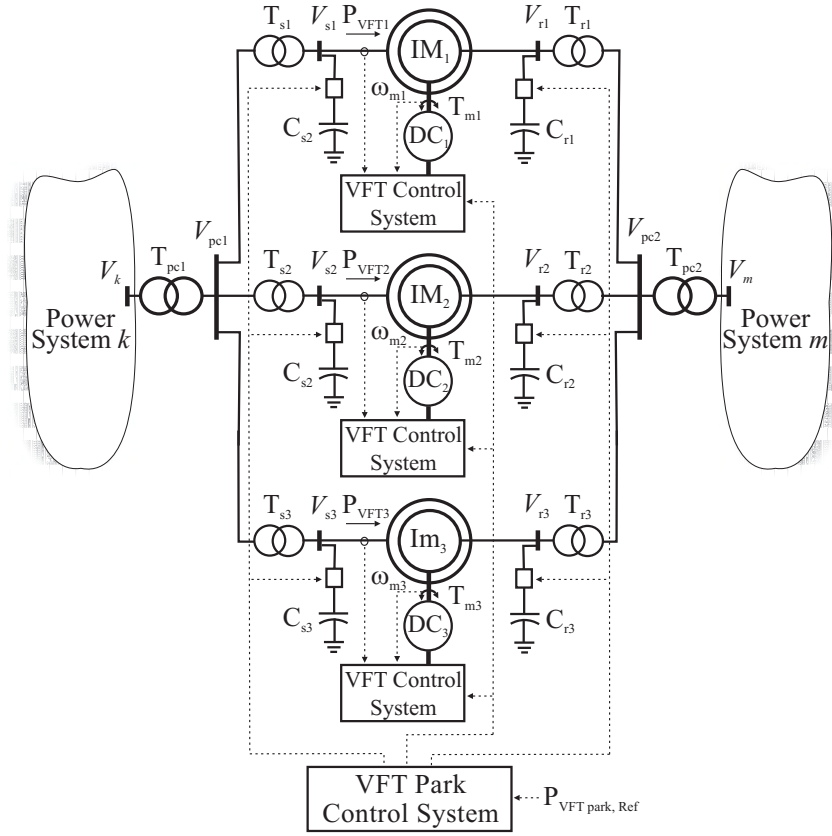 T_s1 V_s1 P_VFT1 IM_1 V_r1 T_r1
ω_m1 T_m1
C_s2 DC_1 C_r1
VFT Control
System
V_pc1 V_pc2
T_pc1 T_s2 V_s2 P_VFT2 V_r2 T_r2 T_pc2
V_k IM_2 V_m
Power
System k
Power
System m
ω_m2 T_m2
C_s2 DC_2 C_r2
VFT Control
System
T_s3 V_s3 P_VFT3 Im_3 V_r3 T_r3
ω_m3 T_m3
C_s3 DC_3 C_r3
VFT Control
System
VFT Park
Control System
P_VFT park, Ref